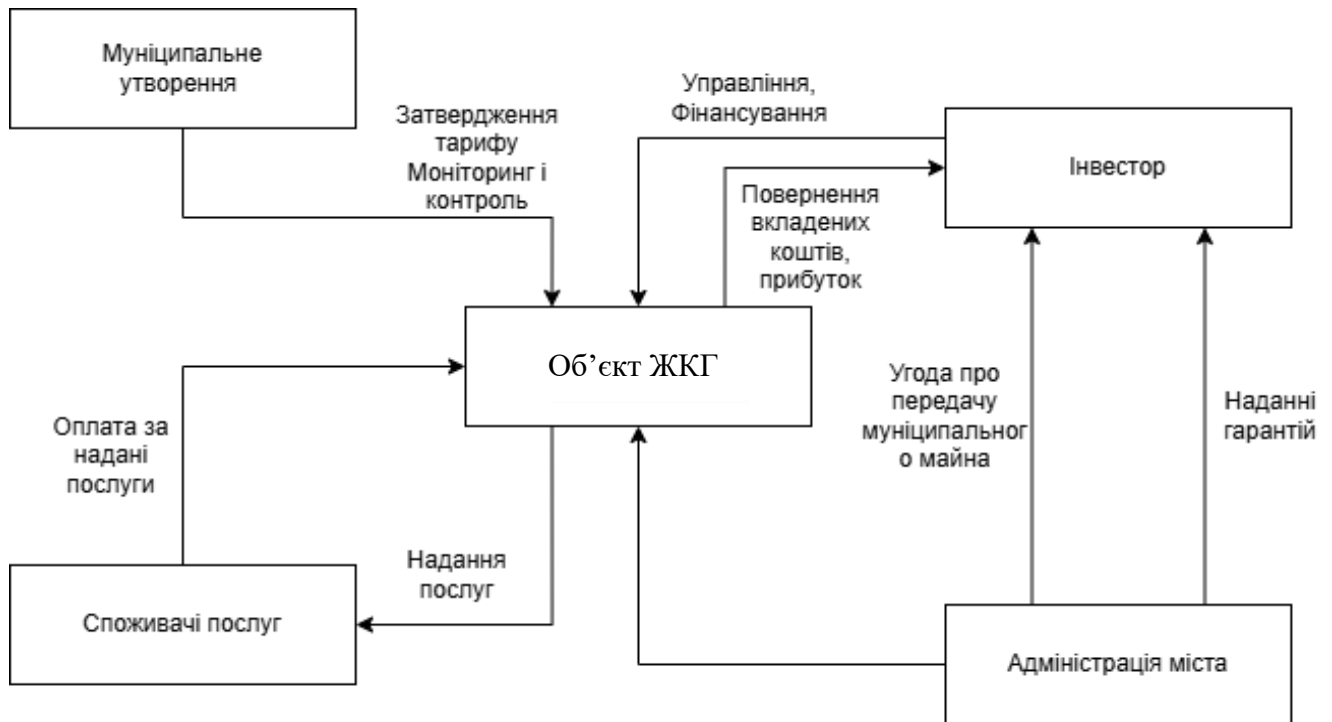 Муніципальне
утворення
Затвердження
тарифу
Моніторинг і
контроль
Управління,
Фінансування
Інвестор
Повернення
вкладених
коштів,
прибуток
Об’єкт ЖКГ
Оплата за
надані
послуги
Угода про
передачу
муніципальног
о майна
Наданні
гарантій
Надання
послуг
Споживачі послуг
Адміністрація міста